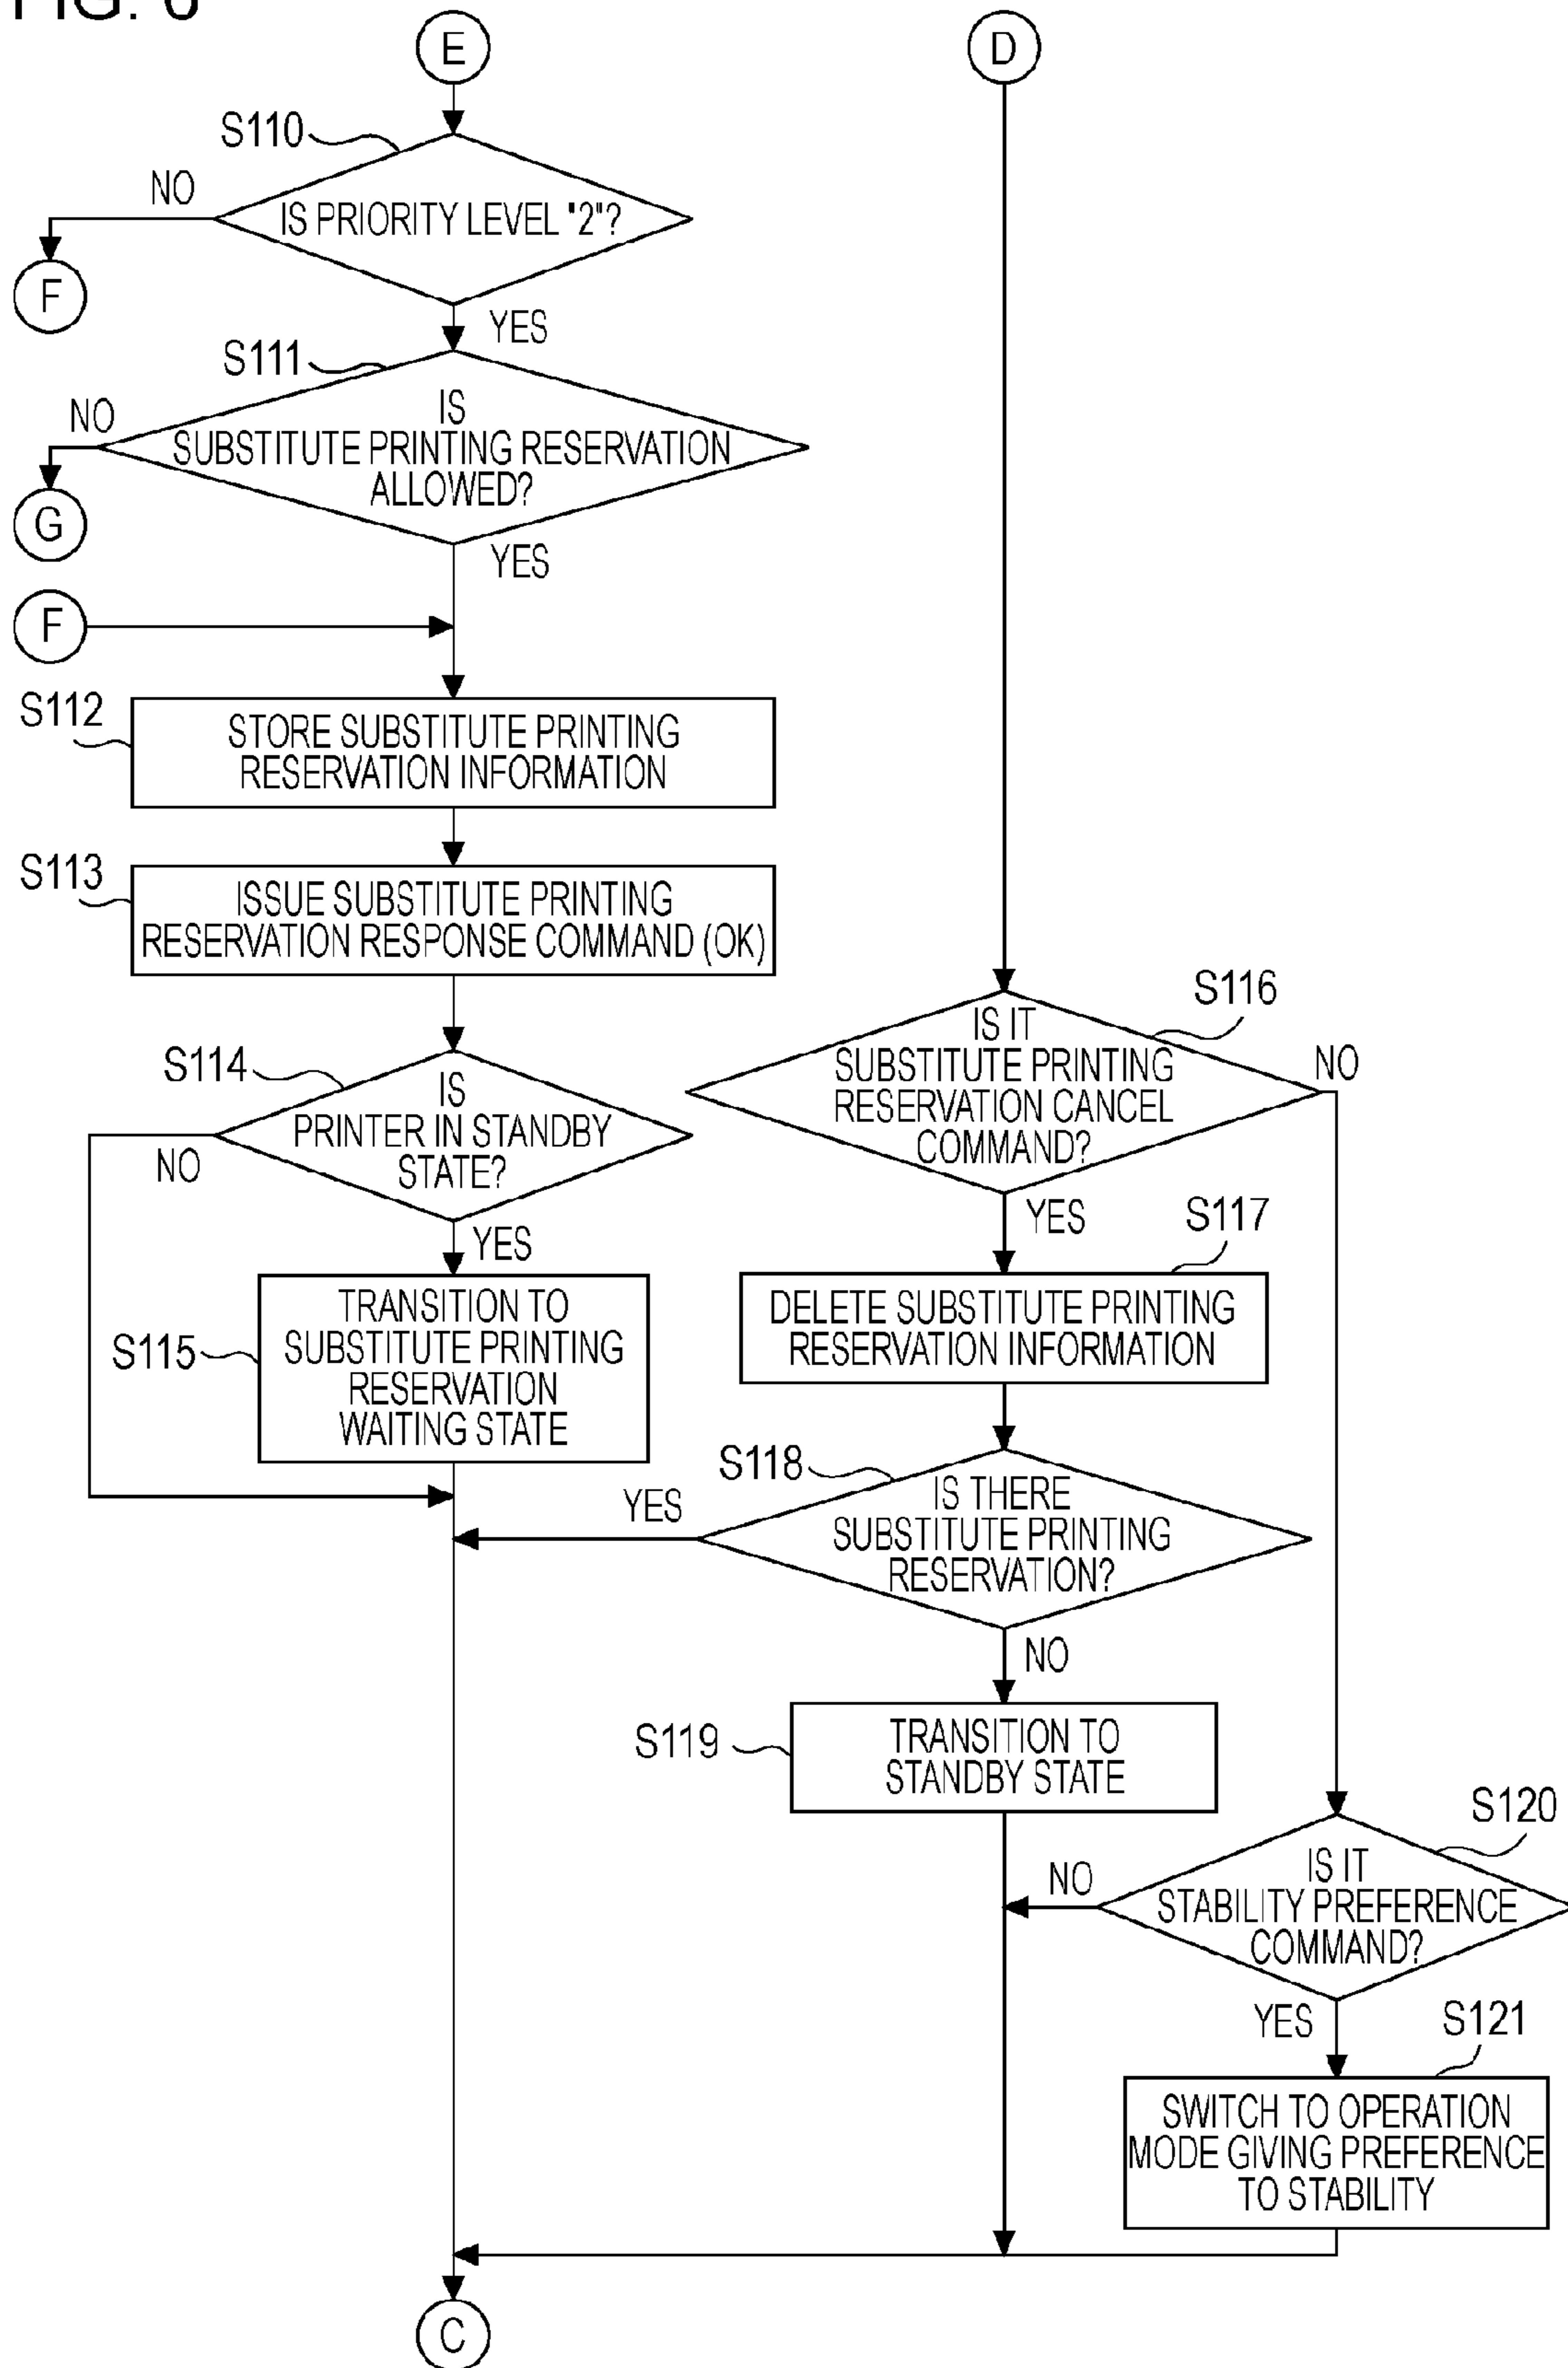 FIG. 6
E
D
S110
NO
IS PRIORITY LEVEL "2"?
F
YES
S111
NO
IS
SUBSTITUTE PRINTING RESERVATION
ALLOWED?
G
YES
F
S112
STORE SUBSTITUTE PRINTING
RESERVATION INFORMATION
S113
ISSUE SUBSTITUTE PRINTING
RESERVATION RESPONSE COMMAND (OK)
S114
IS
PRINTER IN STANDBY
STATE?
NO
YES
S115
TRANSITION TO
SUBSTITUTE PRINTING
RESERVATION
WAITING STATE
S116
IS IT
SUBSTITUTE PRINTING
RESERVATION CANCEL
COMMAND?
NO
YES
S117
DELETE SUBSTITUTE PRINTING
RESERVATION INFORMATION
S118
YES
IS THERE
SUBSTITUTE PRINTING
RESERVATION?
NO
S119
TRANSITION TO
STANDBY STATE
S120
NO
IS IT
STABILITY PREFERENCE
COMMAND?
YES
S121
SWITCH TO OPERATION
MODE GIVING PREFERENCE
TO STABILITY
C